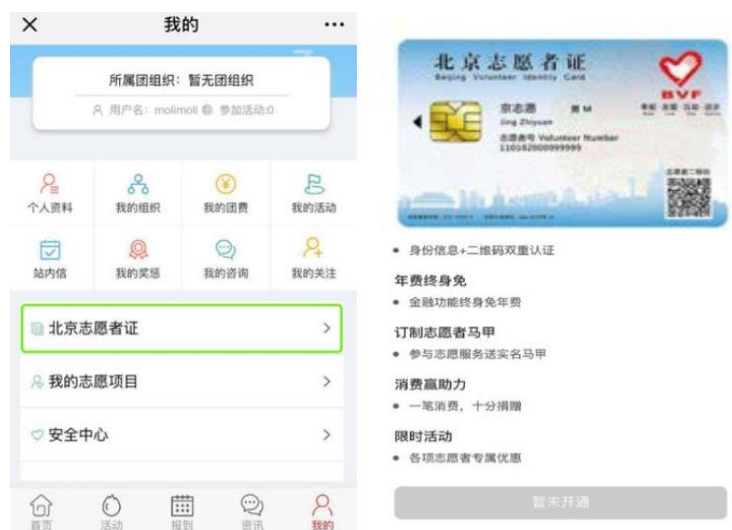 我的
所属团组织：暂无团组织
用户名：molimoli 参加活动:0
个人资料
我的组织
我的团费
我的活动
站内信
我的奖惩
我的咨询
我的关注
北京志愿者证
我的志愿项目
安全中心
首页
活动
报到
资讯
我的
北京志愿者证
Beijing Volunteer Identity Card
BVF
京志愿 男 M
Jing Zhiyuan
志愿者号 Volunteer Number
110102000099999
志愿者二维码
身份信息+二维码双重认证
年费终身免
金融功能终身免年费
订制志愿者马甲
参与志愿服务送实名马甲
消费赢助力
一笔消费，十分捐赠
限时活动
各项志愿者专属优惠
暂未开通